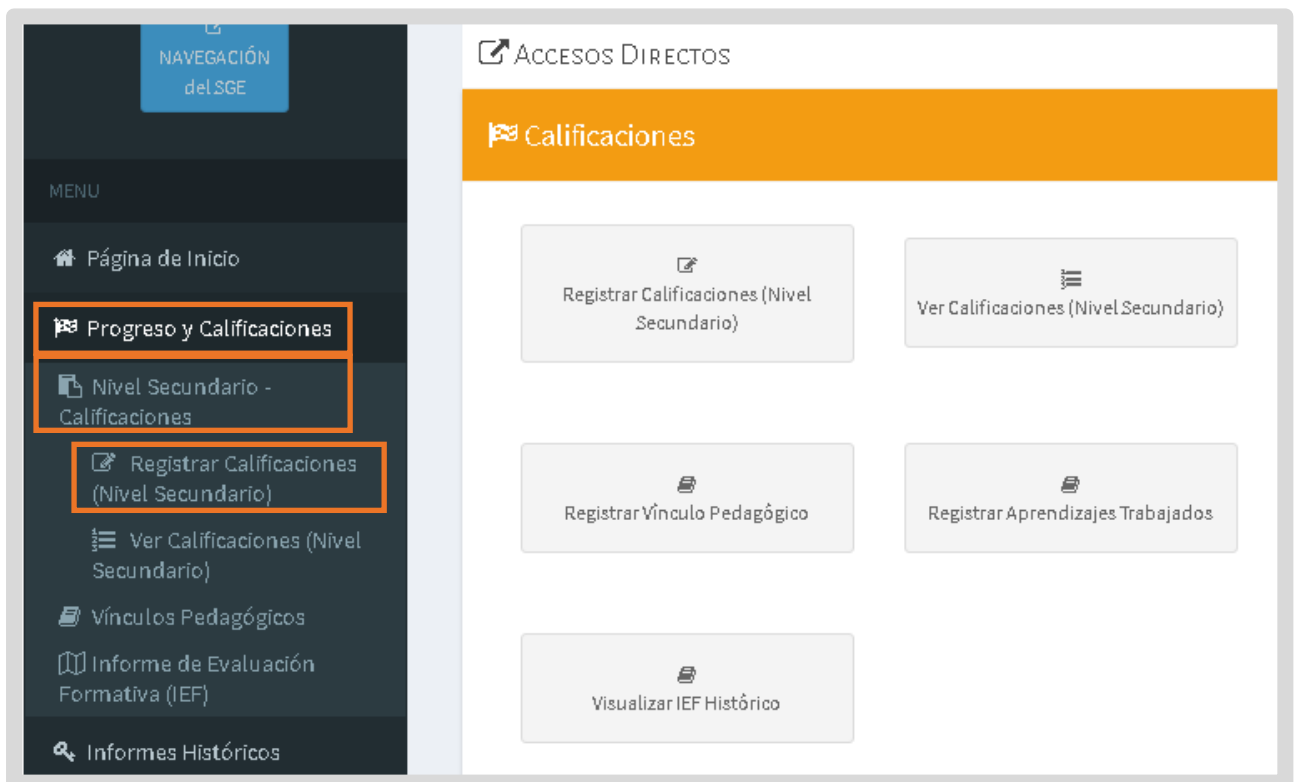 NAVEGACIÓN
del SGE
MENU
Página de Inicio
Progreso y Calificaciones
Nivel Secundario -
Calificaciones
Registrar Calificaciones
(Nivel Secundario)
Ver Calificaciones (Nivel
Secundario)
Vínculos Pedagógicos
Informe de Evaluación
Formativa (IEF)
Informes Históricos
ACCESOS DIRECTOS
Calificaciones
Registrar Calificaciones (Nivel
Secundario)
Ver Calificaciones (Nivel Secundario)
Registrar Vínculo Pedagógico
Registrar Aprendizajes Trabajados
Visualizar IEF Histórico